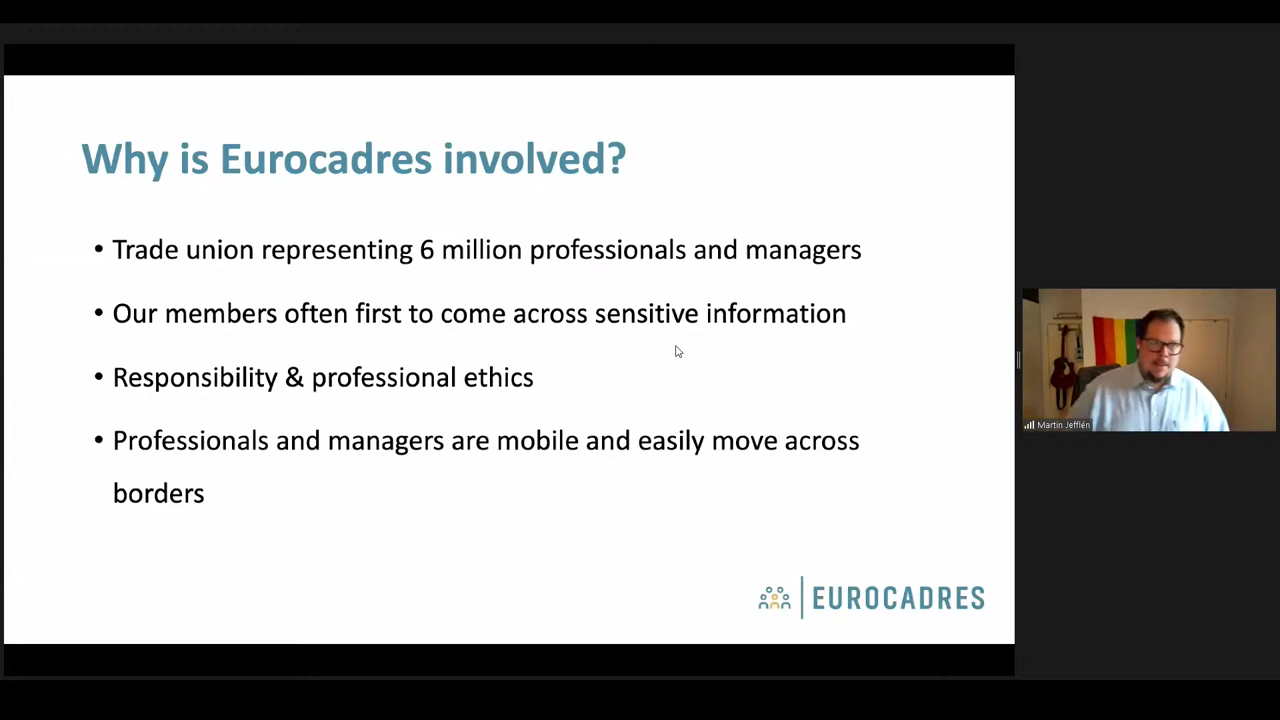 Why is Eurocadres involved?
• Trade union representing 6 million professionals and managers
• Our members often first to come across sensitive information
• Responsibility & professional ethics
• Professionals and managers are mobile and easily move across
borders
EUROCADRES
Martin Jefflén